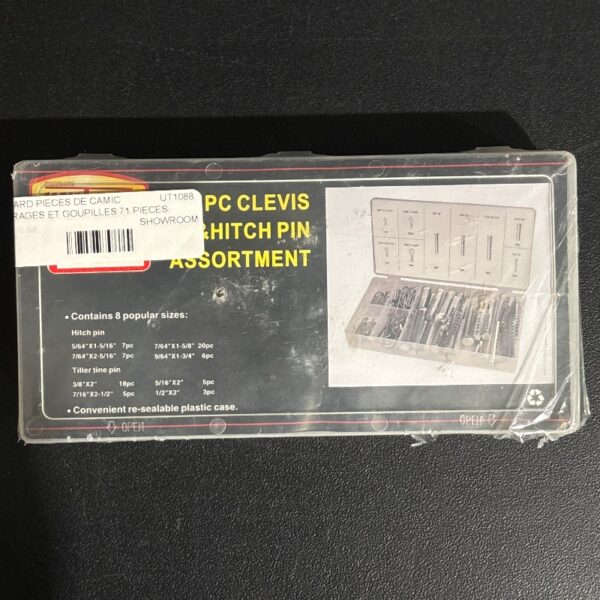 ARD PIECES DE CAMIC UT1088
RAGES ET GOUPILLES 71 PIECES
SHOWROOM
PC CLEVIS
&HITCH PIN
ASSORTMENT
• Contains 8 popular sizes:
Hitch pin
5/64"X1-5/16" 7pc 7/64"X1-5/8" 20pc
7/64"X2-5/16" 7pc 9/64"X1-3/4" 6pc
Tiller tine pin
3/8"X2" 18pc 5/16"X2" 5pc
7/16"X2-1/2" 5pc 1/2"X2" 3pc
• Convenient re-sealable plastic case.
OPEN OPEN